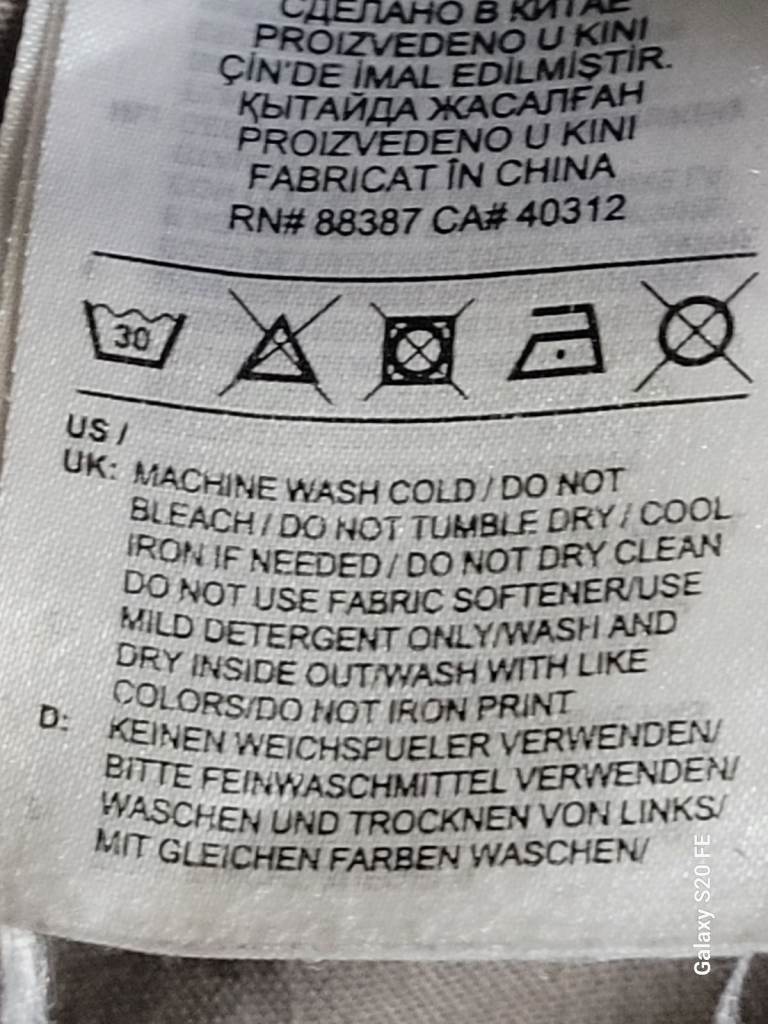 СДЕЛАНО В КИТАЕ
PROIZVEDENO U KINI
ÇİN'DE İMAL EDİLMİŞTİR.
ҚЫТАЙДА ЖАСАЛҒАН
PROIZVEDENO U KINI
FABRICAT ÎN CHINA
RN# 88387 CA# 40312
30
US /
UK: MACHINE WASH COLD / DO NOT
BLEACH / DO NOT TUMBLE DRY / COOL
IRON IF NEEDED / DO NOT DRY CLEAN
DO NOT USE FABRIC SOFTENER/USE
MILD DETERGENT ONLY/WASH AND
DRY INSIDE OUT/WASH WITH LIKE
COLORS/DO NOT IRON PRINT
D: KEINEN WEICHSPUELER VERWENDEN/
BITTE FEINWASCHMITTEL VERWENDEN/
WASCHEN UND TROCKNEN VON LINKS/
MIT GLEICHEN FARBEN WASCHEN/
Galaxy S20 FE